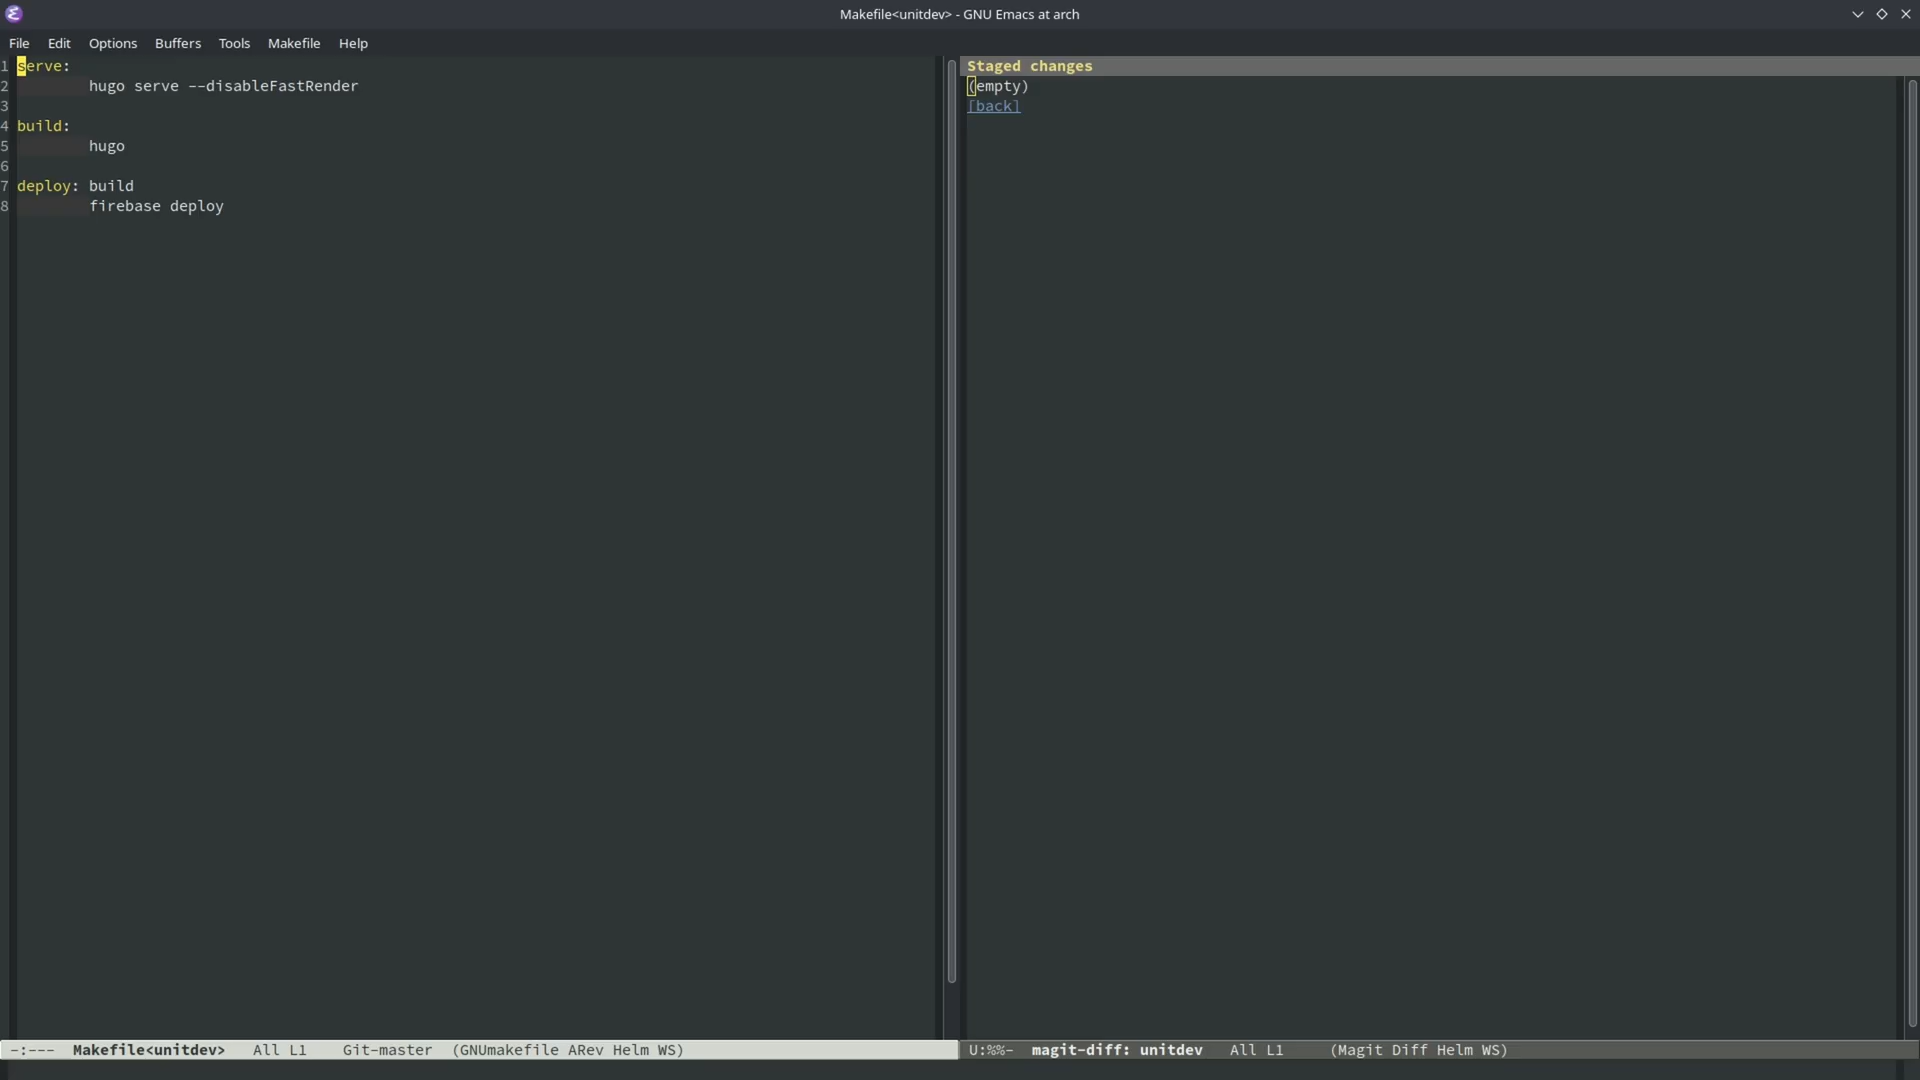 Makefile<unitdev> - GNU Emacs at arch
File Edit Options Buffers Tools Makefile Help
1 serve:
2 hugo serve --disableFastRender
3
4 build:
5 hugo
6
7 deploy: build
8 firebase deploy
Staged changes
(empty)
[back]
-:--- Makefile<unitdev> All L1 Git-master (GNUmakefile ARev Helm WS)
U:%%- magit-diff: unitdev All L1 (Magit Diff Helm WS)